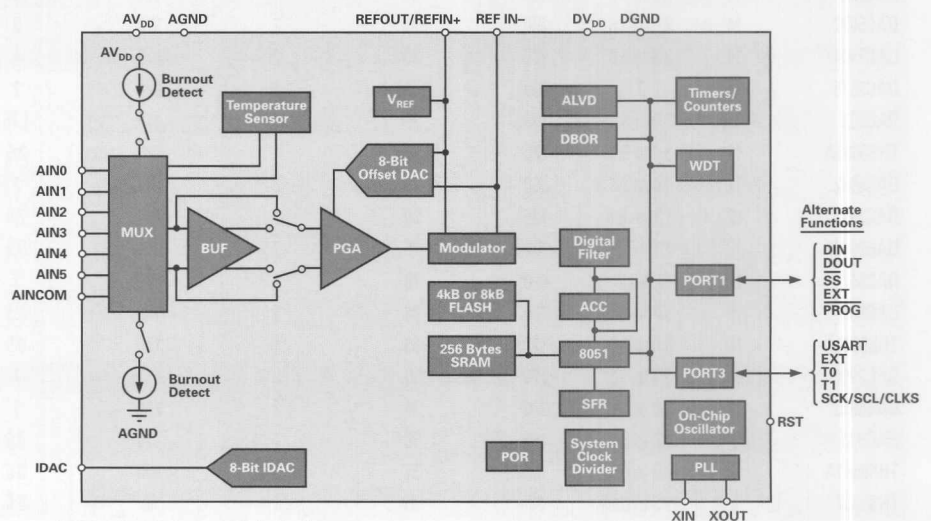 AVDD AGND REFOUT/REFIN+ REF IN– DVDD DGND
AVDD
Burnout
Detect
Temperature
Sensor
VREF
ALVD
Timers/
Counters
DBOR
WDT
8-Bit
Offset DAC
AIN0
AIN1
AIN2
AIN3
AIN4
AIN5
AINCOM
MUX
BUF
PGA
Modulator
Digital
Filter
ACC
4kB or 8kB
FLASH
256 Bytes
SRAM
8051
SFR
PORT1
PORT3
Alternate
Functions
DIN
DOUT
SS
EXT
PROG
USART
EXT
T0
T1
SCK/SCL/CLKS
Burnout
Detect
AGND
On-Chip
Oscillator
RST
IDAC
8-Bit IDAC
POR
System
Clock
Divider
PLL
XIN XOUT